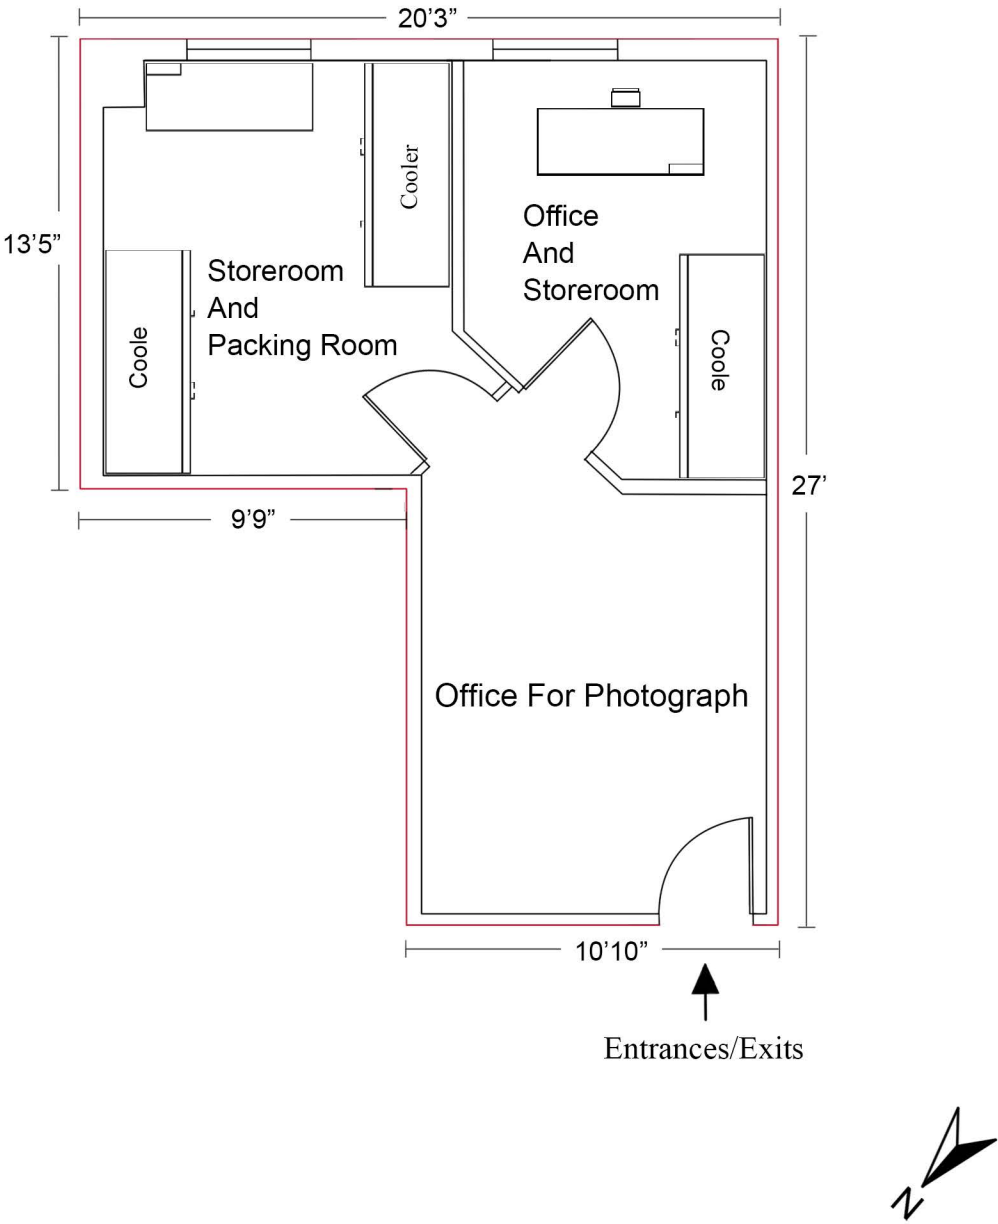 20’3”
13’5”
Cooler
Office
And
Storeroom
Storeroom
And
Packing Room
Coole
Coole
27’
9’9”
Office For Photograph
10’10”
Entrances/Exits
N